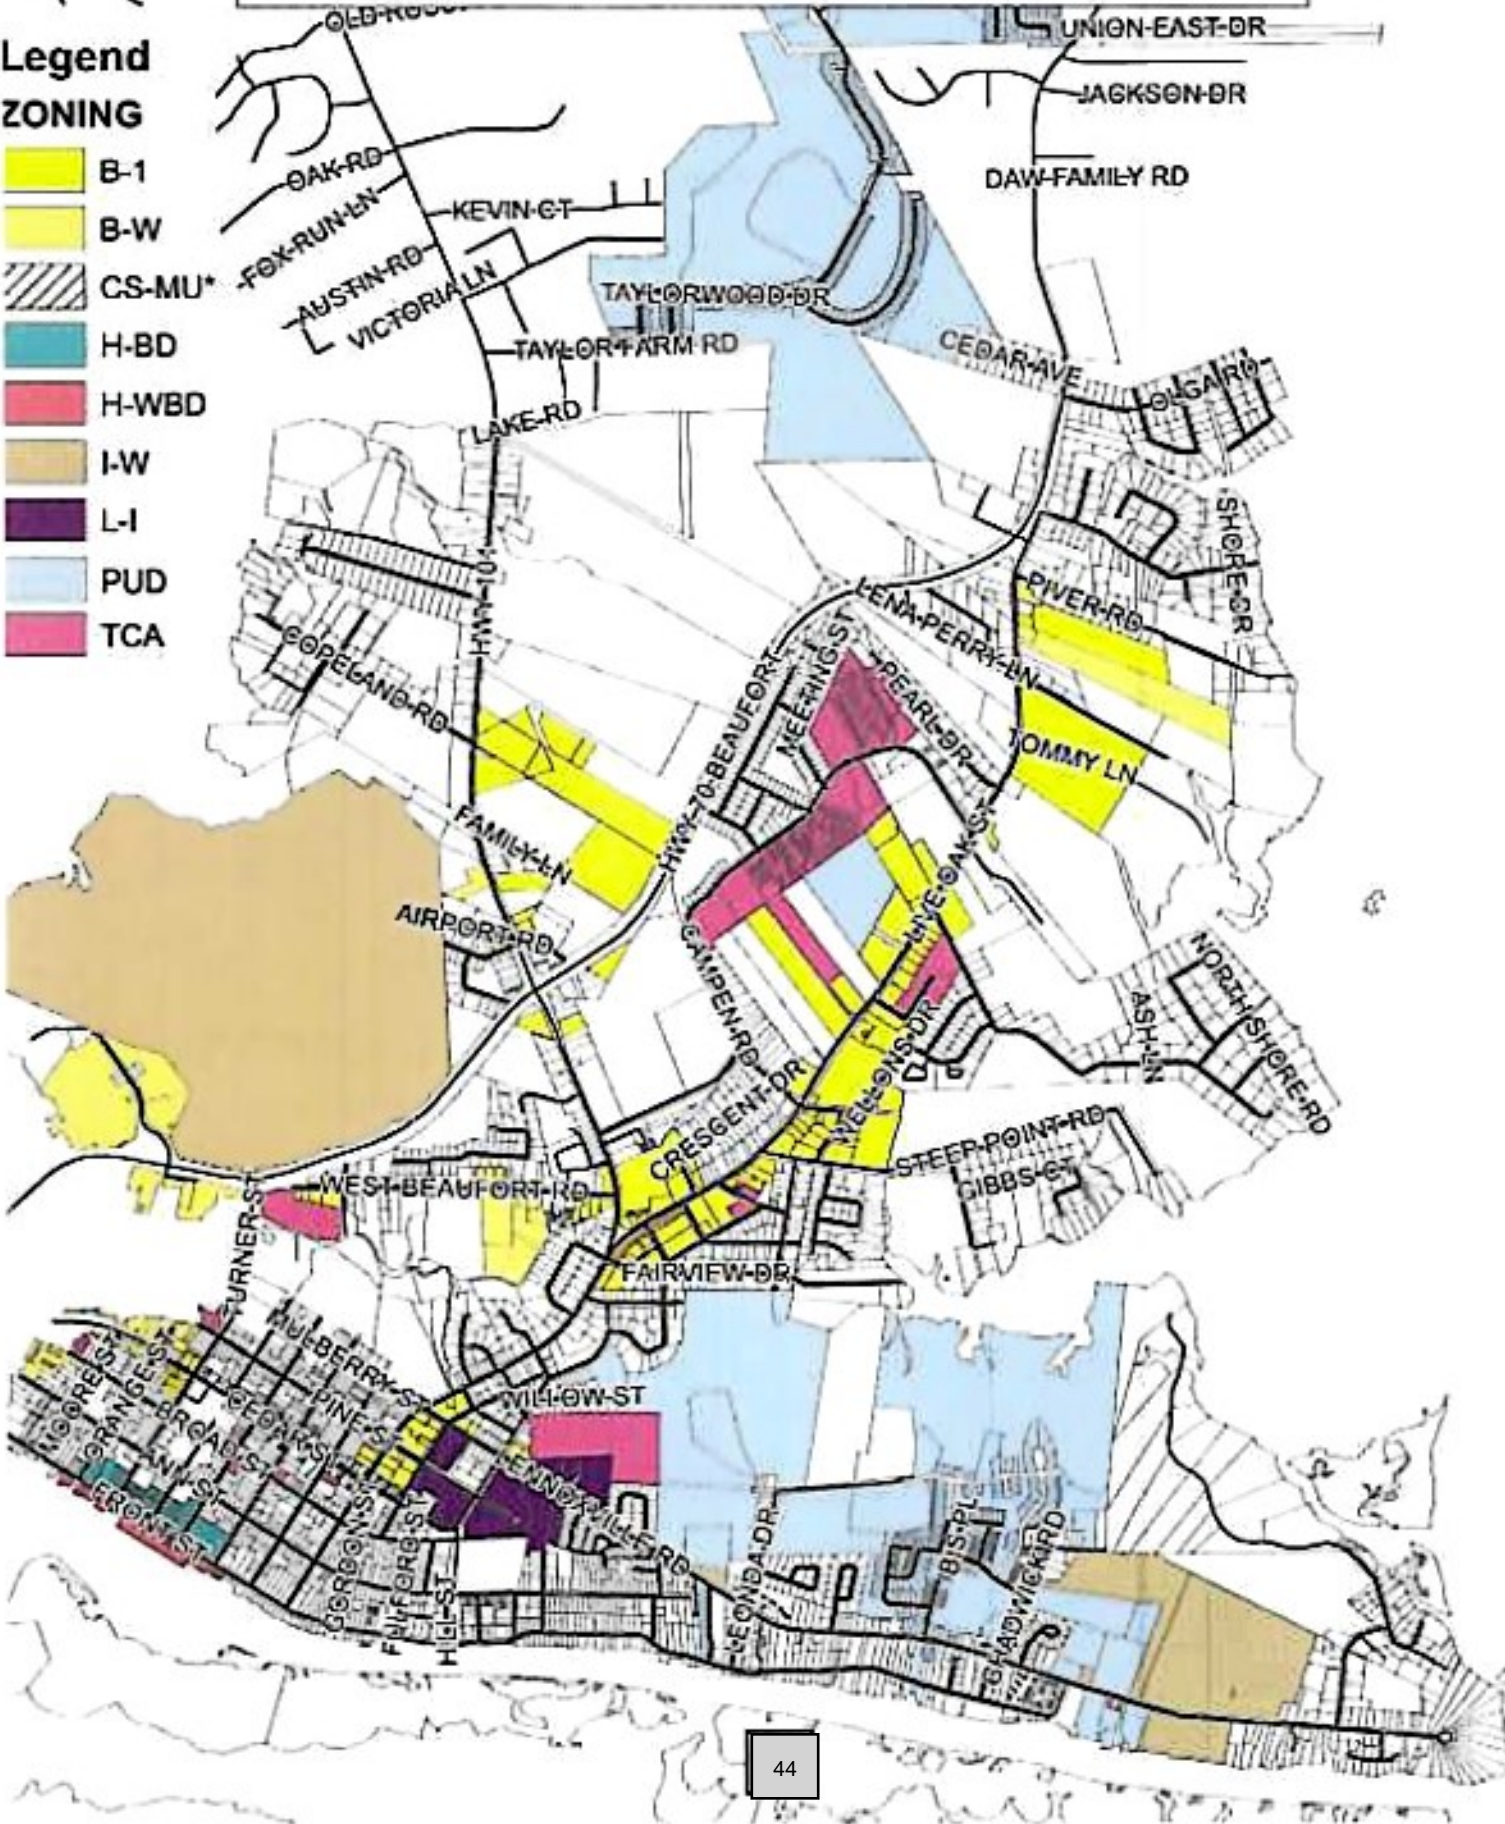 Legend
ZONING
B-1
B-W
CS-MU*
H-BD
H-WBD
I-W
L-I
PUD
TCA
UNION EAST DR
JACKSON DR
OAK RD
DAW FAMILY RD
FOX RUN LN
KEVIN CT
AUSTIN RD
VICTORIA LN
TAYLORWOOD DR
TAYLOR FARM RD
CEDAR AVE
OLGA RD
LAKE RD
SHORE DR
HWY 101
PIVER RD
LENA PERRY LN
COPELAND RD
MEETING ST
PEARL DR
HWY 70 BEAUFORT
TOMMY LN
FAMILY LN
LIVE OAK ST
AIRPORT RD
CAMPEN RD
NORTH SHORE RD
ASH LN
WELLONS DR
CRESCENT DR
STEEP POINT RD
GIBBS CT
WEST BEAUFORT RD
TURNER ST
FAIRVIEW DR
MULBERRY ST
PINE S
WILLOW ST
MOORE ST
ORANGE ST
BROAD ST
CEDAR ST
ANN ST
FRONT ST
LENNOXVILLE RD
GORDON ST
FULFORD ST
HILL ST
LEONDA DR
IBIS PL
CHADWICK RD
44